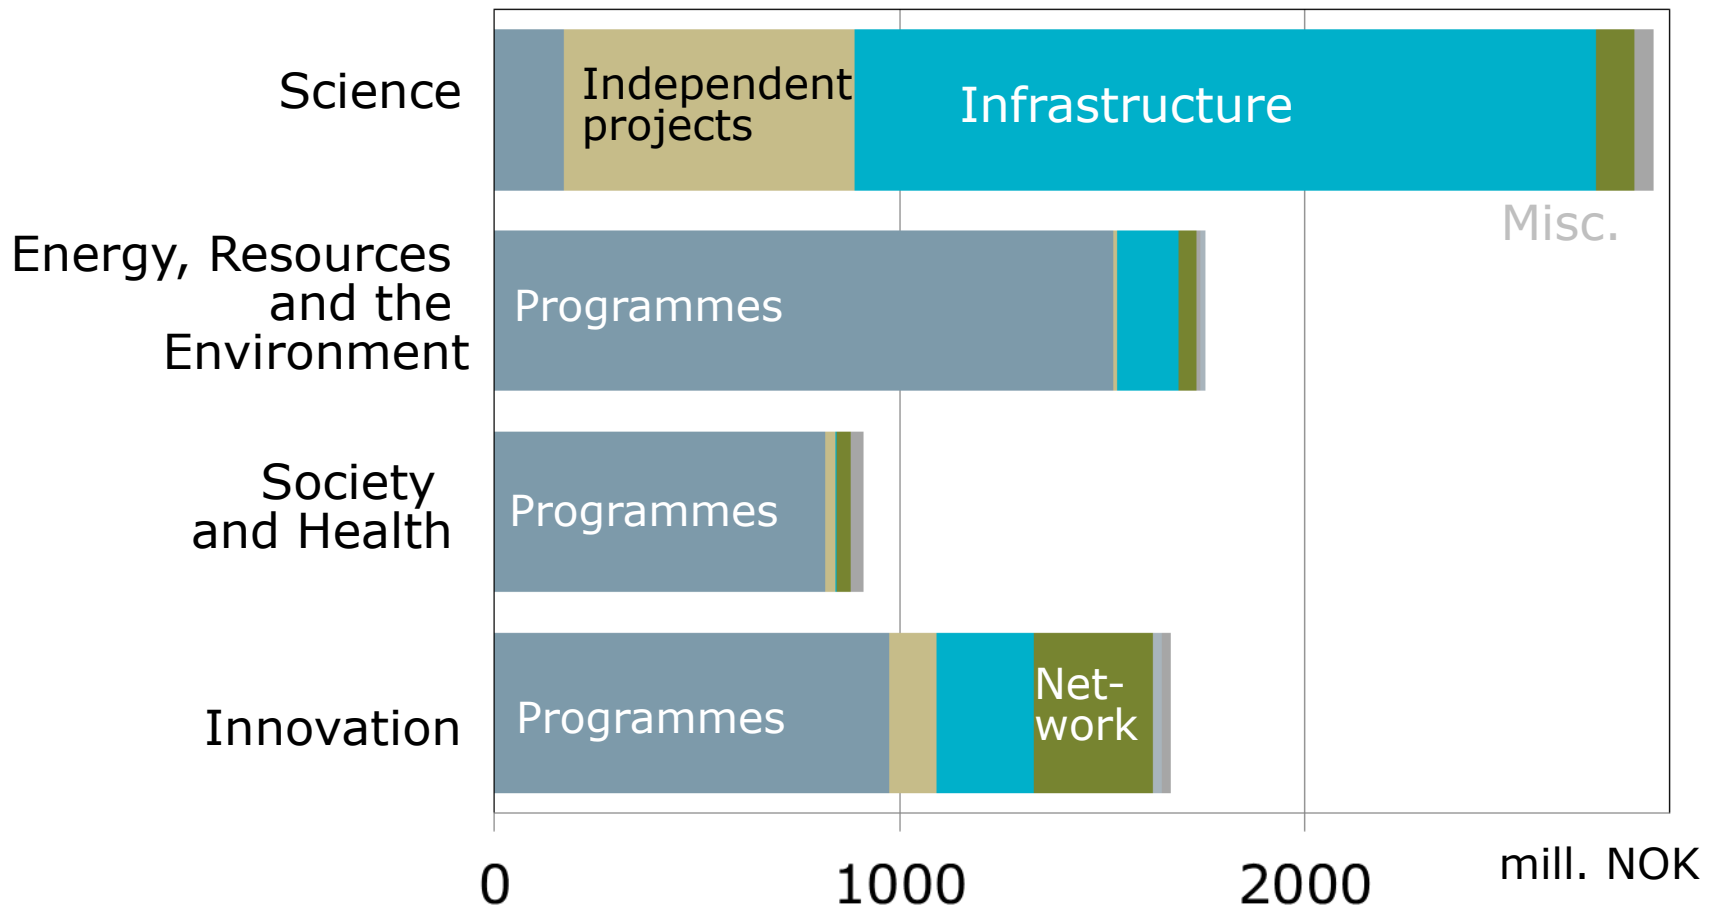 Science
Independent
projects
Infrastructure
Misc.
Energy, Resources
and the
Environment
Programmes
Society
and Health
Programmes
Innovation
Programmes
Net-
work
0
1000
2000
mill. NOK